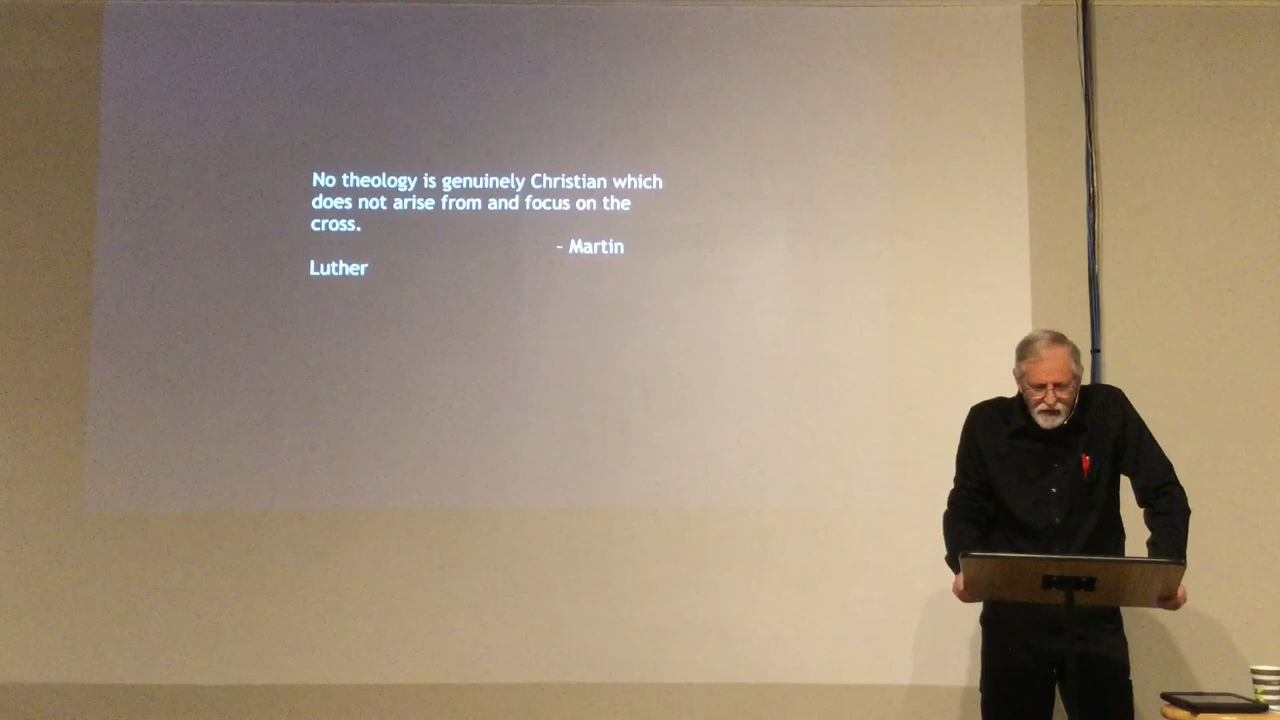 No theology is genuinely Christian which
does not arise from and focus on the
cross.
- Martin
Luther